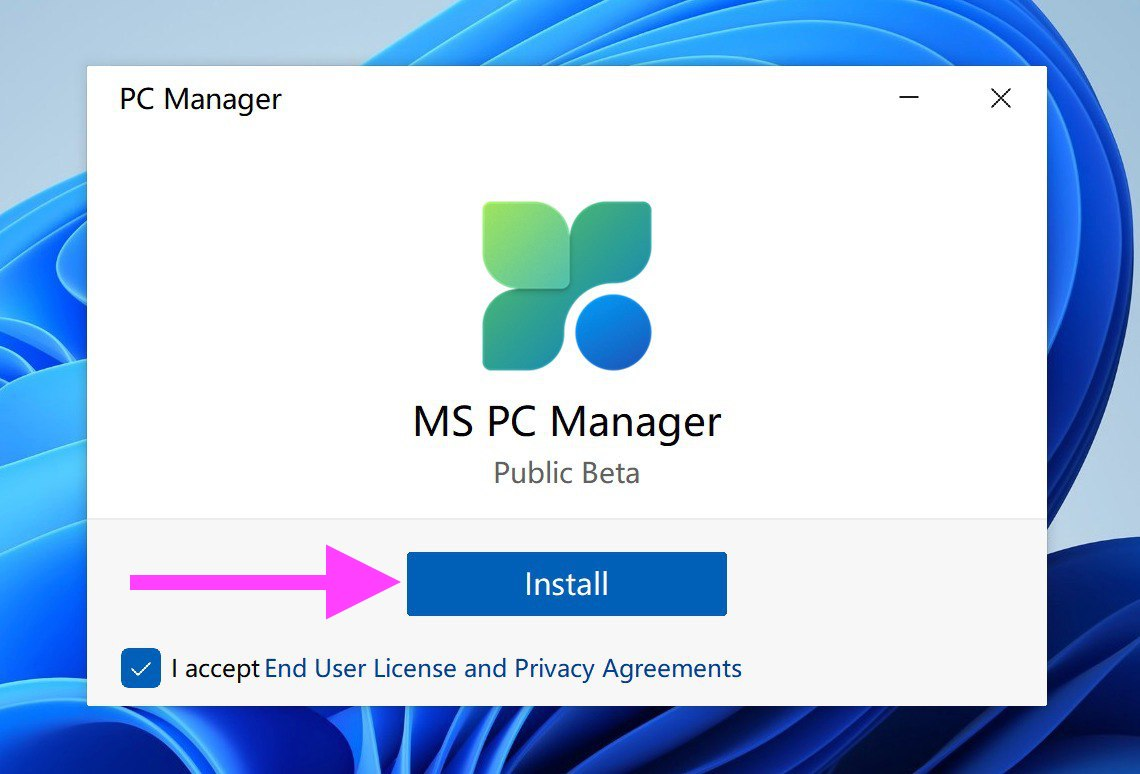 PC Manager
MS PC Manager
Public Beta
Install
I accept End User License and Privacy Agreements